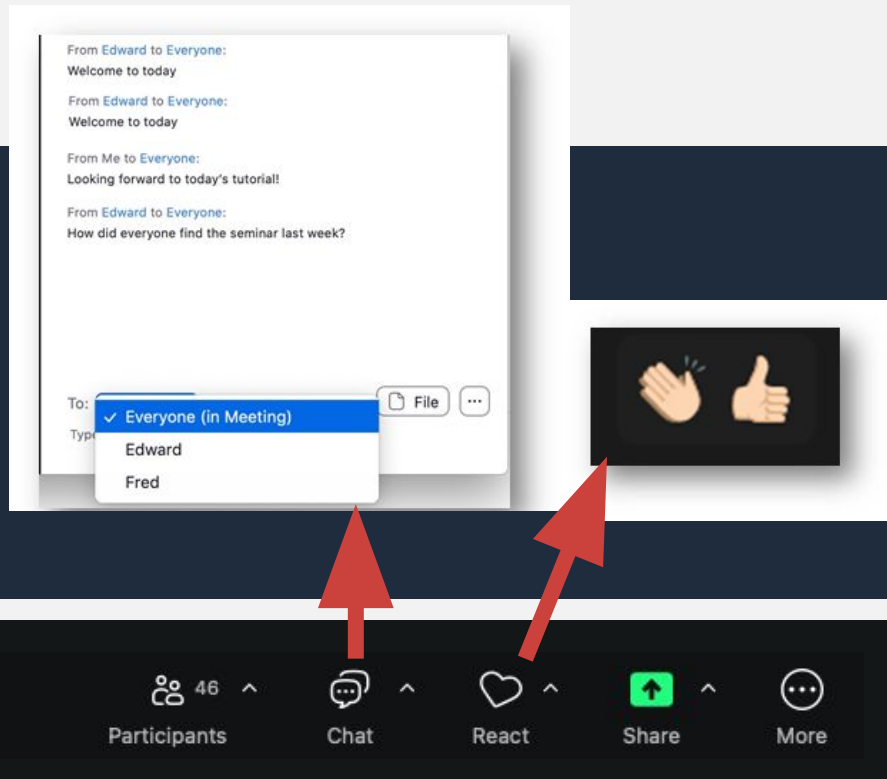 From Edward to Everyone:
Welcome to today
From Edward to Everyone:
Welcome to today
From Me to Everyone:
Looking forward to today's tutorial!
From Edward to Everyone:
How did everyone find the seminar last week?
To:
✓ Everyone (in Meeting)
File
Edward
Fred
46
Participants
Chat
React
Share
More